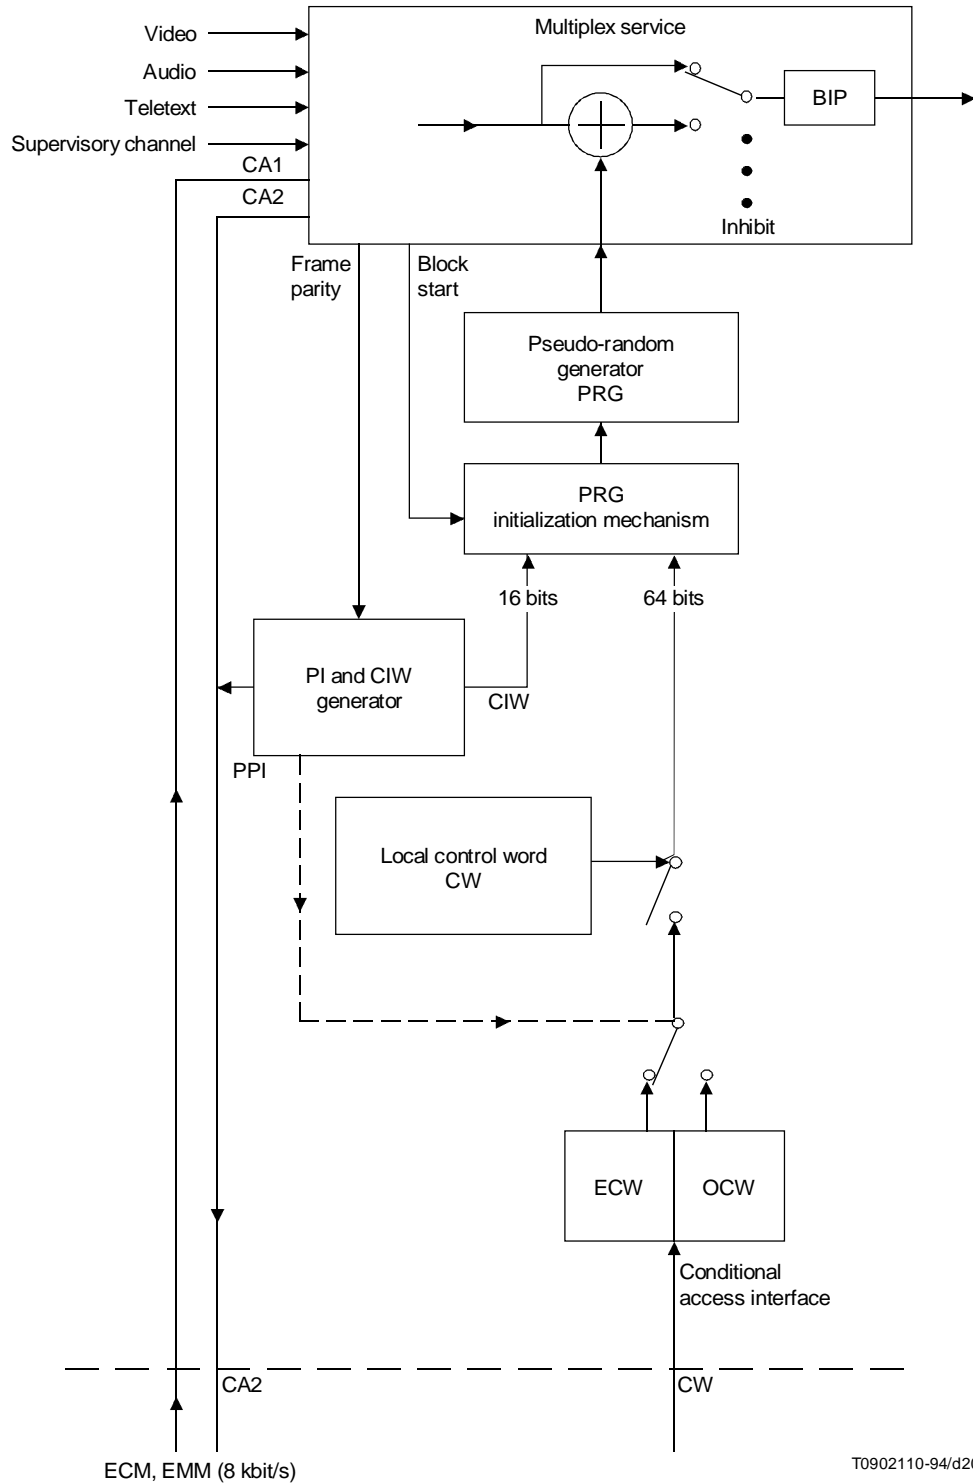 Multiplex service
Video
Audio
Teletext
Supervisory channel
CA1
CA2
BIP
Inhibit
Frame
parity
Block
start
Pseudo-random
generator
PRG
PRG
initialization mechanism
16 bits
64 bits
PI and CIW
generator
CIW
PPI
Local control word
CW
ECW
OCW
Conditional
access interface
CA2
CW
ECM, EMM (8 kbit/s)
T0902110-94/d20